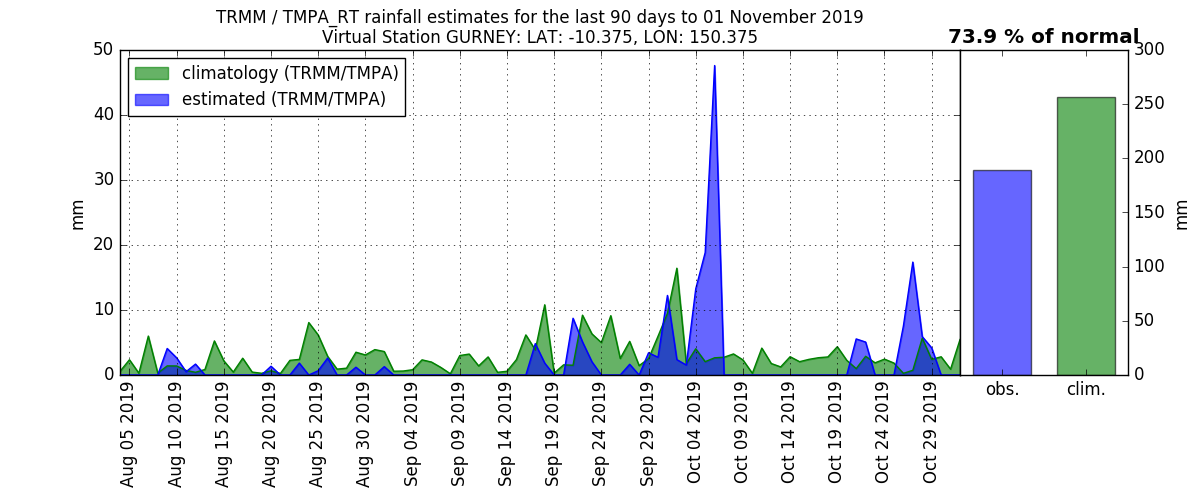 TRMM / TMPA_RT rainfall estimates for the last 90 days to 01 November 2019
Virtual Station GURNEY: LAT: -10.375, LON: 150.375
73.9 % of normal
climatology (TRMM/TMPA)
estimated (TRMM/TMPA)
50
40
30
20
10
0
mm
Aug 05 2019
Aug 10 2019
Aug 15 2019
Aug 20 2019
Aug 25 2019
Aug 30 2019
Sep 04 2019
Sep 09 2019
Sep 14 2019
Sep 19 2019
Sep 24 2019
Sep 29 2019
Oct 04 2019
Oct 09 2019
Oct 14 2019
Oct 19 2019
Oct 24 2019
Oct 29 2019
obs.
clim.
300
250
200
150
100
50
0
mm